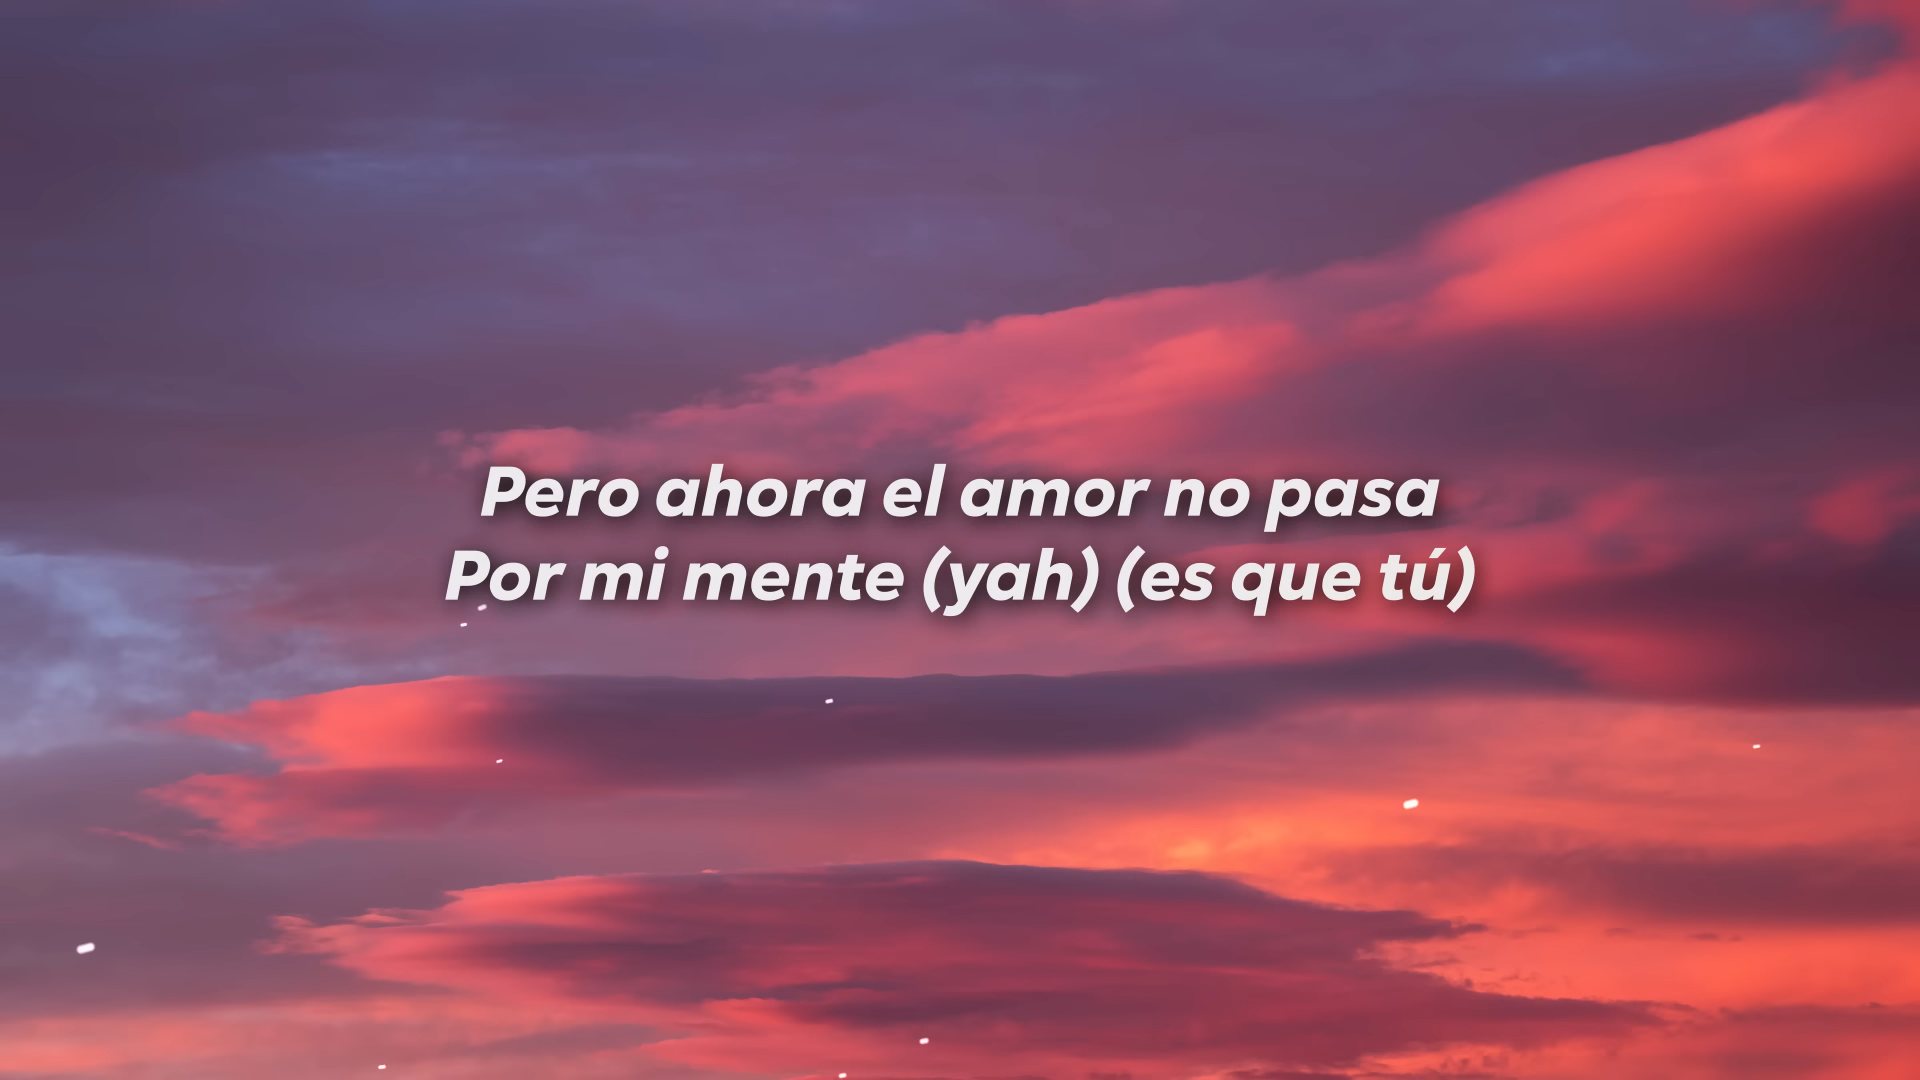 Pero ahora el amor no pasa
Por mi mente (yah) (es que tú)